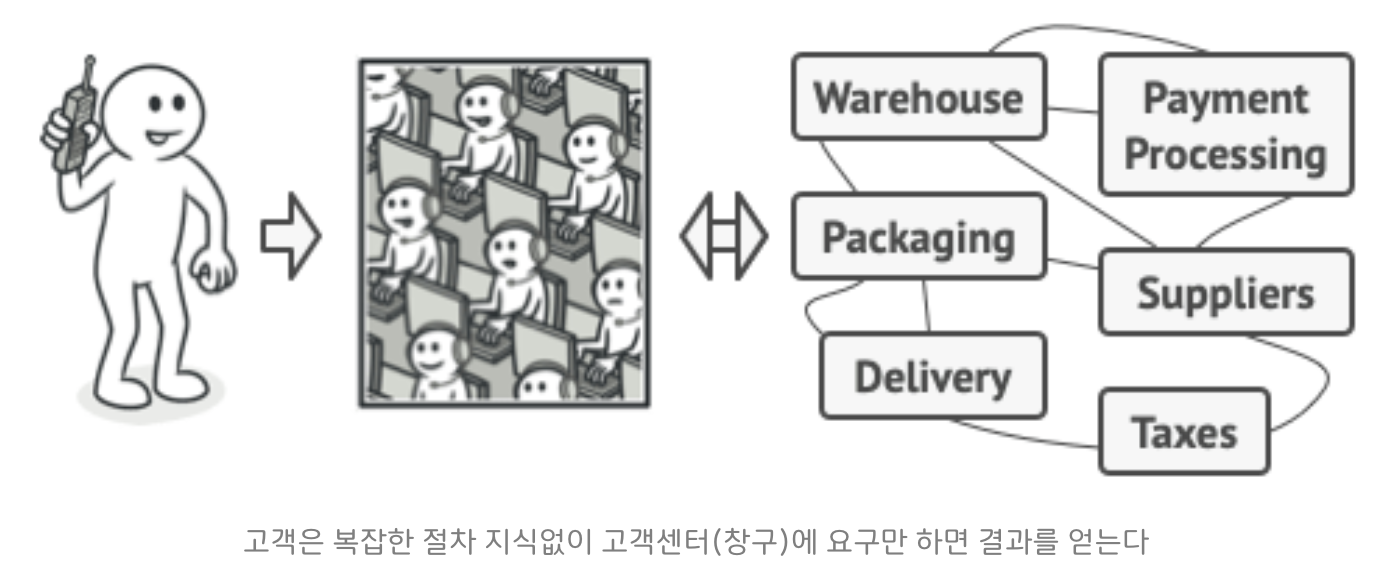 Warehouse
Payment
Processing
Packaging
Suppliers
Delivery
Taxes
고객은 복잡한 절차 지식없이 고객센터(창구)에 요구만 하면 결과를 얻는다